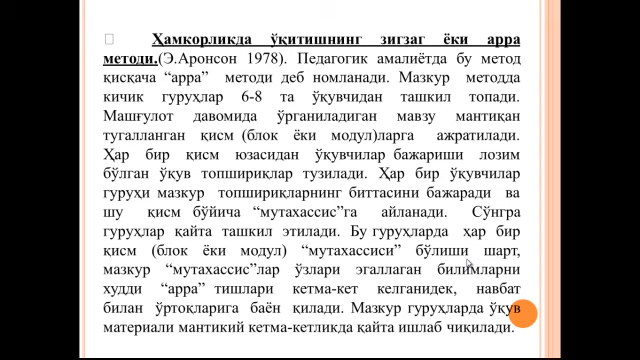 Ҳамкорликда ўқитишнинг зигзаг ёки арра
методи.(Э.Аронсон 1978). Педагогик амалиётда бу метод
қисқача “арра” методи деб номланади. Мазкур методда
кичик гуруҳлар 6-8 та ўқувчидан ташкил топади.
Машғулот давомида ўрганиладиган мавзу мантиқан
тугалланган қисм (блок ёки модул)ларга ажратилади.
Ҳар бир қисм юзасидан ўқувчилар бажариши лозим
бўлган ўқув топшириқлар тузилади. Ҳар бир ўқувчилар
гуруҳи мазкур топшириқларнинг биттасини бажаради ва
шу қисм бўйича “мутахассис”га айланади. Сўнгра
гуруҳлар қайта ташкил этилади. Бу гуруҳларда ҳар бир
қисм (блок ёки модул) “мутахассиси” бўлиши шарт,
мазкур “мутахассис”лар ўзлари эгаллаган билимларни
худди “арра” тишлари кетма-кет келганидек, навбат
билан ўртоқларига баён қилади. Мазкур гуруҳларда ўқув
материали мантикий кетма-кетликда қайта ишлаб чиқилади.